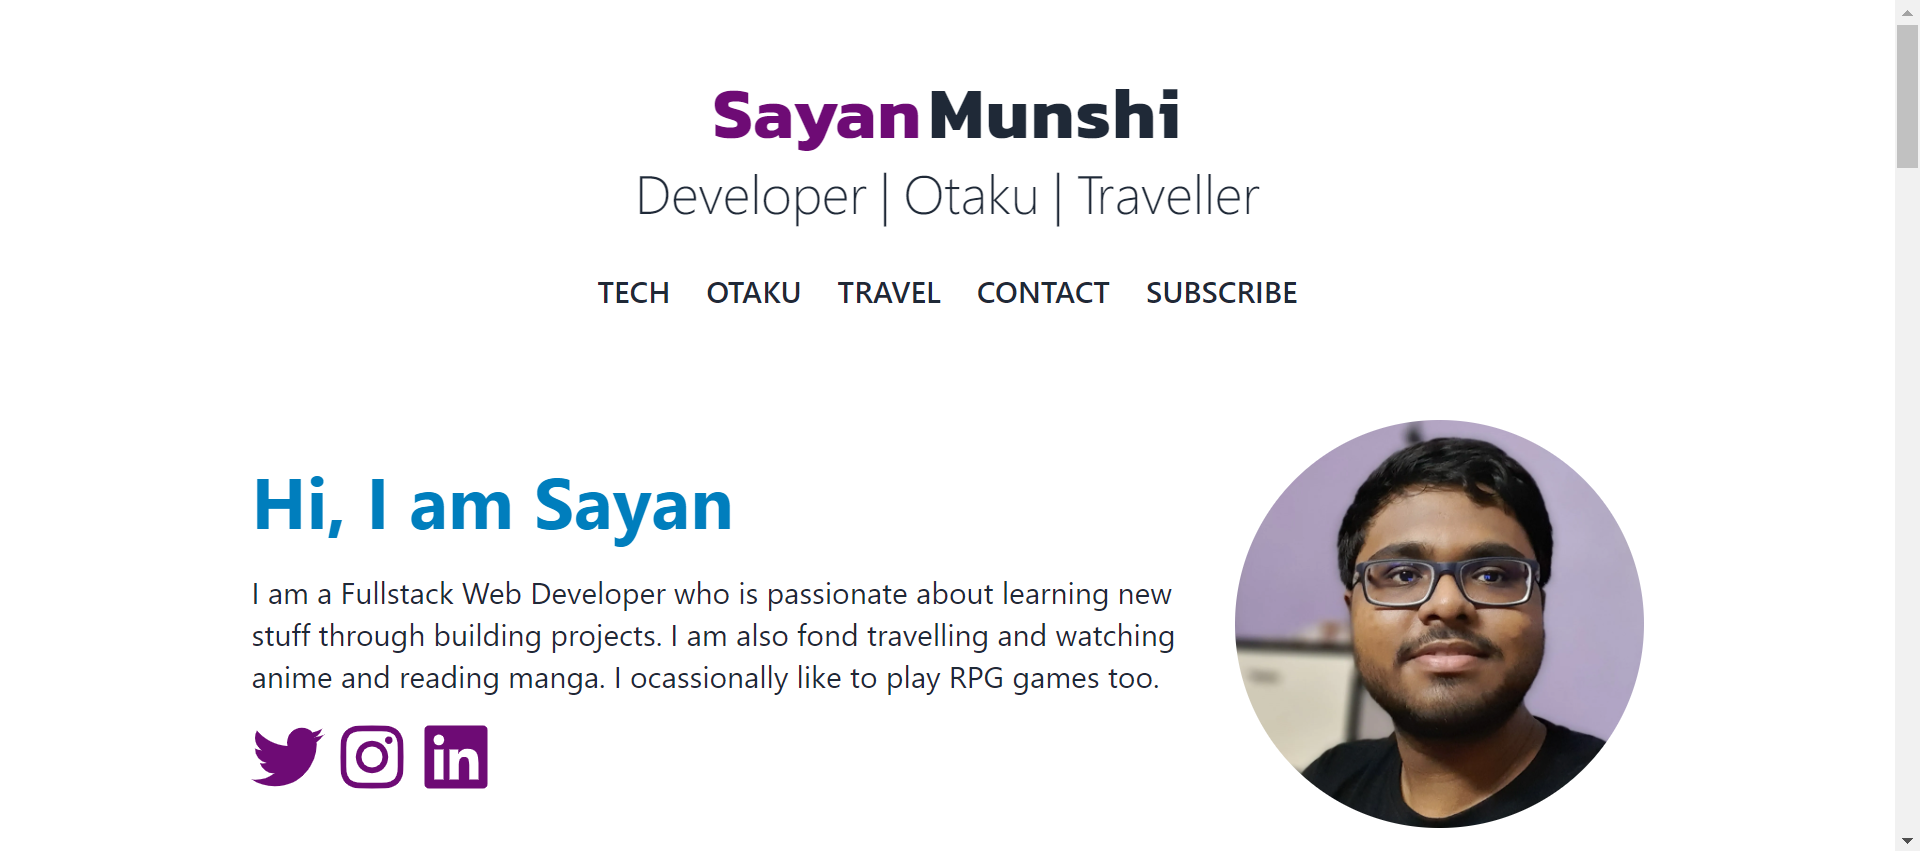 Sayan Munshi
Developer | Otaku | Traveller
TECH OTAKU TRAVEL CONTACT SUBSCRIBE
Hi, I am Sayan
I am a Fullstack Web Developer who is passionate about learning new
stuff through building projects. I am also fond travelling and watching
anime and reading manga. I ocassionally like to play RPG games too.
in